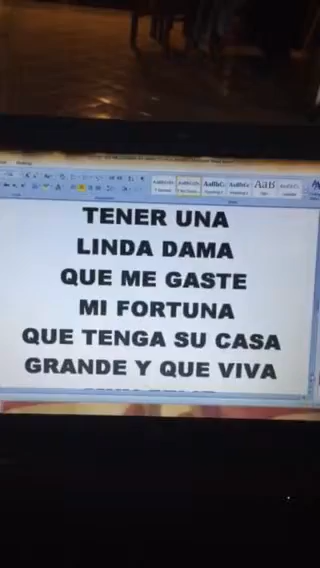 TENER UNA
LINDA DAMA
QUE ME GASTE
MI FORTUNA
QUE TENGA SU CASA
GRANDE Y QUE VIVA